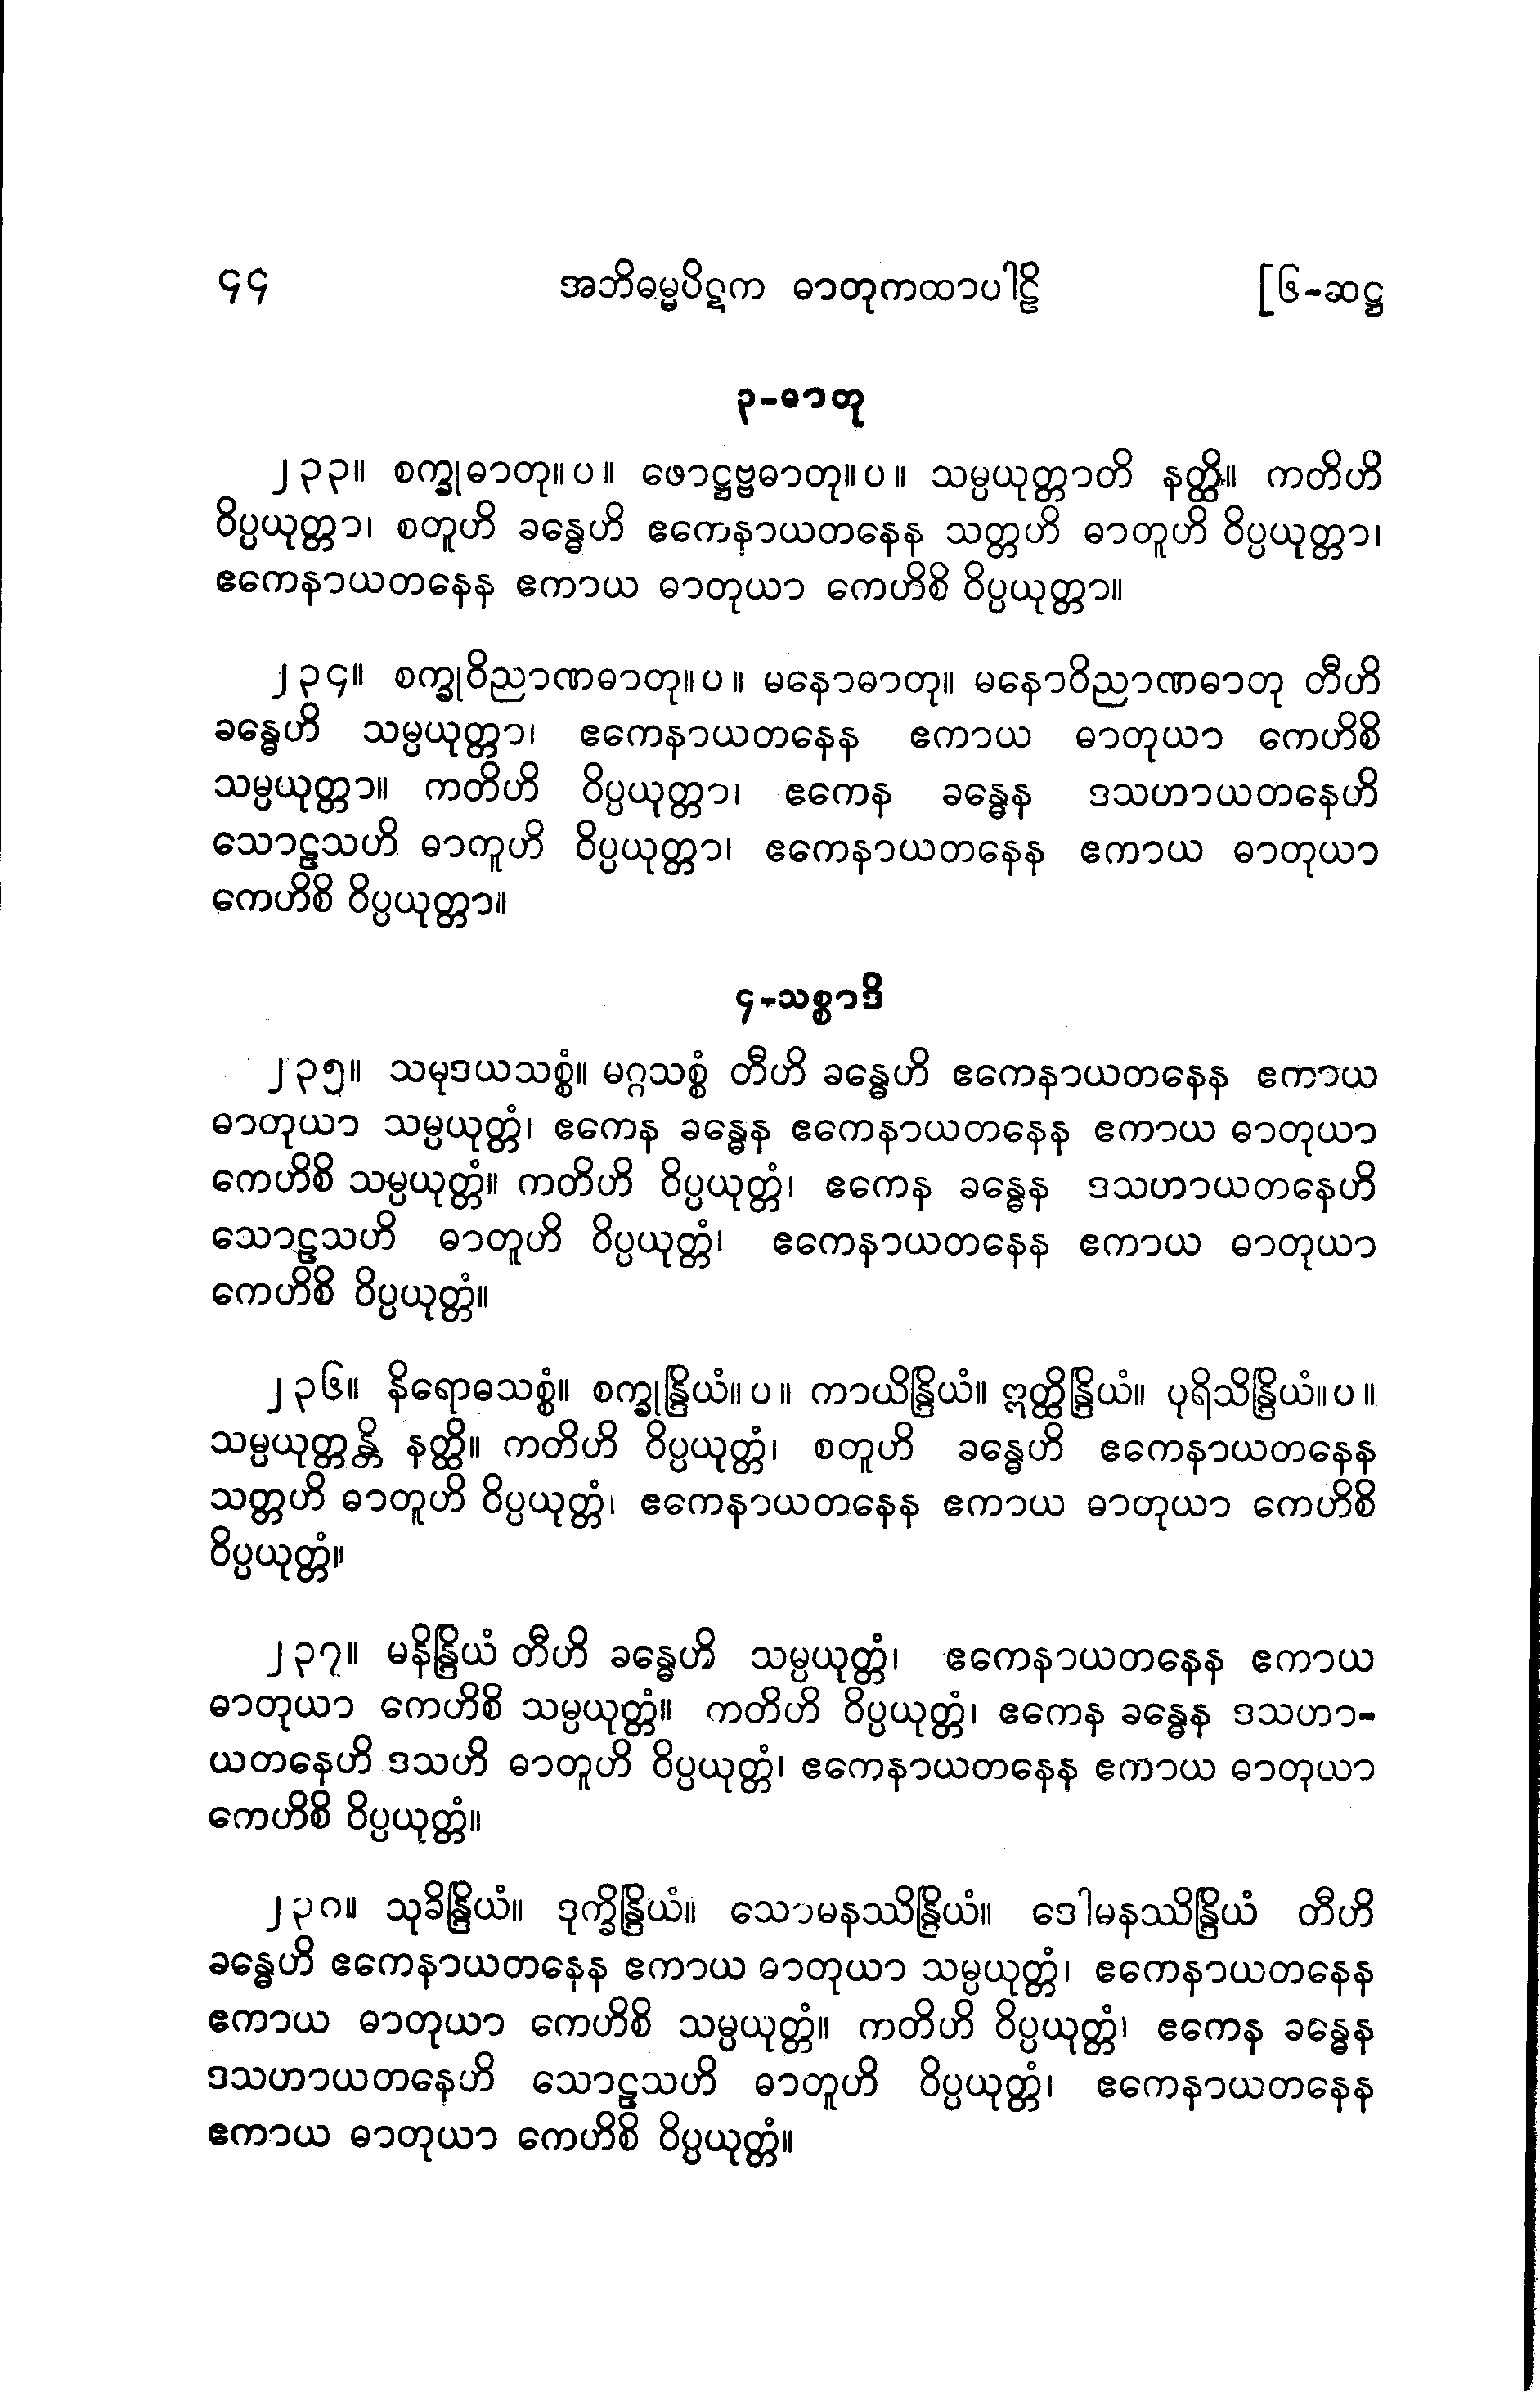 ၄၄ အဘိဓမ္မပိဋက ဓာတုကထာပါဠိ [၆-ဆဋ္ဌ
၃-ဓာတု
၂၃၃။ စက္ခုဓာတု။ပ။ ဖောဋ္ဌဗ္ဗဓာတု။ပ။ သမ္ပယုတ္တာတိ နတ္ထိ။ ကတိဟိ
ဝိပ္ပယုတ္တာ၊ စတူဟိ ခန္ဓေဟိ ဧကေနာယတနေန သတ္တဟိ ဓာတူဟိ ဝိပ္ပယုတ္တာ၊
ဧကေနာယတနေန ဧကာယ ဓာတုယာ ကေဟိစိ ဝိပ္ပယုတ္တာ။
၂၃၄။ စက္ခုဝိညာဏဓာတု။ပ။ မနောဓာတု။ မနောဝိညာဏဓာတု တီဟိ
ခန္ဓေဟိ သမ္ပယုတ္တာ၊ ဧကေနာယတနေန ဧကာယ ဓာတုယာ ကေဟိစိ
သမ္ပယုတ္တာ။ ကတိဟိ ဝိပ္ပယုတ္တာ၊ ဧကေန ခန္ဓေန ဒသဟာယတနေဟိ
သောဠသဟိ ဓာကူဟိ ဝိပ္ပယုတ္တာ၊ ဧကေနာယတနေန ဧကာယ ဓာတုယာ
ကေဟိစိ ဝိပ္ပယုတ္တာ။
၄-သစ္စာဒိ
၂၃၅။ သမုဒယသစ္စံ။ မဂ္ဂသစ္စံ တီဟိ ခန္ဓေဟိ ဧကေနာယတနေန ဧကာယ
ဓာတုယာ သမ္ပယုတ္တံ၊ ဧကေန ခန္ဓေန ဧကေနာယတနေန ဧကာယ ဓာတုယာ
ကေဟိစိ သမ္ပယုတ္တံ။ ကတိဟိ ဝိပ္ပယုတ္တံ၊ ဧကေန ခန္ဓေန ဒသဟာယတနေဟိ
သောဠသဟိ ဓာတူဟိ ဝိပ္ပယုတ္တံ၊ ဧကေနာယတနေန ဧကာယ ဓာတုယာ
ကေဟိစိ ဝိပ္ပယုတ္တံ။
၂၃၆။ နိရောဓသစ္စံ။ စက္ခုန္ဒြိယံ။ပ။ ကာယိန္ဒြိယံ။ ဣတ္ထိန္ဒြိယံ။ ပုရိသိန္ဒြိယံ။ပ။
သမ္ပယုတ္တန္တိ နတ္ထိ။ ကတိဟိ ဝိပ္ပယုတ္တံ၊ စတူဟိ ခန္ဓေဟိ ဧကေနာယတနေန
သတ္တဟိ ဓာတူဟိ ဝိပ္ပယုတ္တံ၊ ဧကေနာယတနေန ဧကာယ ဓာတုယာ ကေဟိစိ
ဝိပ္ပယုတ္တံ။
၂၃၇။ မနိန္ဒြိယံ တီဟိ ခန္ဓေဟိ သမ္ပယုတ္တံ၊ ဧကေနာယတနေန ဧကာယ
ဓာတုယာ ကေဟိစိ သမ္ပယုတ္တံ။ ကတိဟိ ဝိပ္ပယုတ္တံ၊ ဧကေန ခန္ဓေန ဒသဟာ-
ယတနေဟိ ဒသဟိ ဓာတူဟိ ဝိပ္ပယုတ္တံ၊ ဧကေနာယတနေန ဧကာယ ဓာတုယာ
ကေဟိစိ ဝိပ္ပယုတ္တံ။
၂၃၈။ သုခိန္ဒြိယံ။ ဒုက္ခိန္ဒြိယံ။ သောမနဿိန္ဒြိယံ။ ဒေါမနဿိန္ဒြိယံ တီဟိ
ခန္ဓေဟိ ဧကေနာယတနေန ဧကာယ ဓာတုယာ သမ္ပယုတ္တံ၊ ဧကေနာယတနေန
ဧကာယ ဓာတုယာ ကေဟိစိ သမ္ပယုတ္တံ။ ကတိဟိ ဝိပ္ပယုတ္တံ၊ ဧကေန ခန္ဓေန
ဒသဟာယတနေဟိ သောဠသဟိ ဓာတူဟိ ဝိပ္ပယုတ္တံ၊ ဧကေနာယတနေန
ဧကာယ ဓာတုယာ ကေဟိစိ ဝိပ္ပယုတ္တံ။